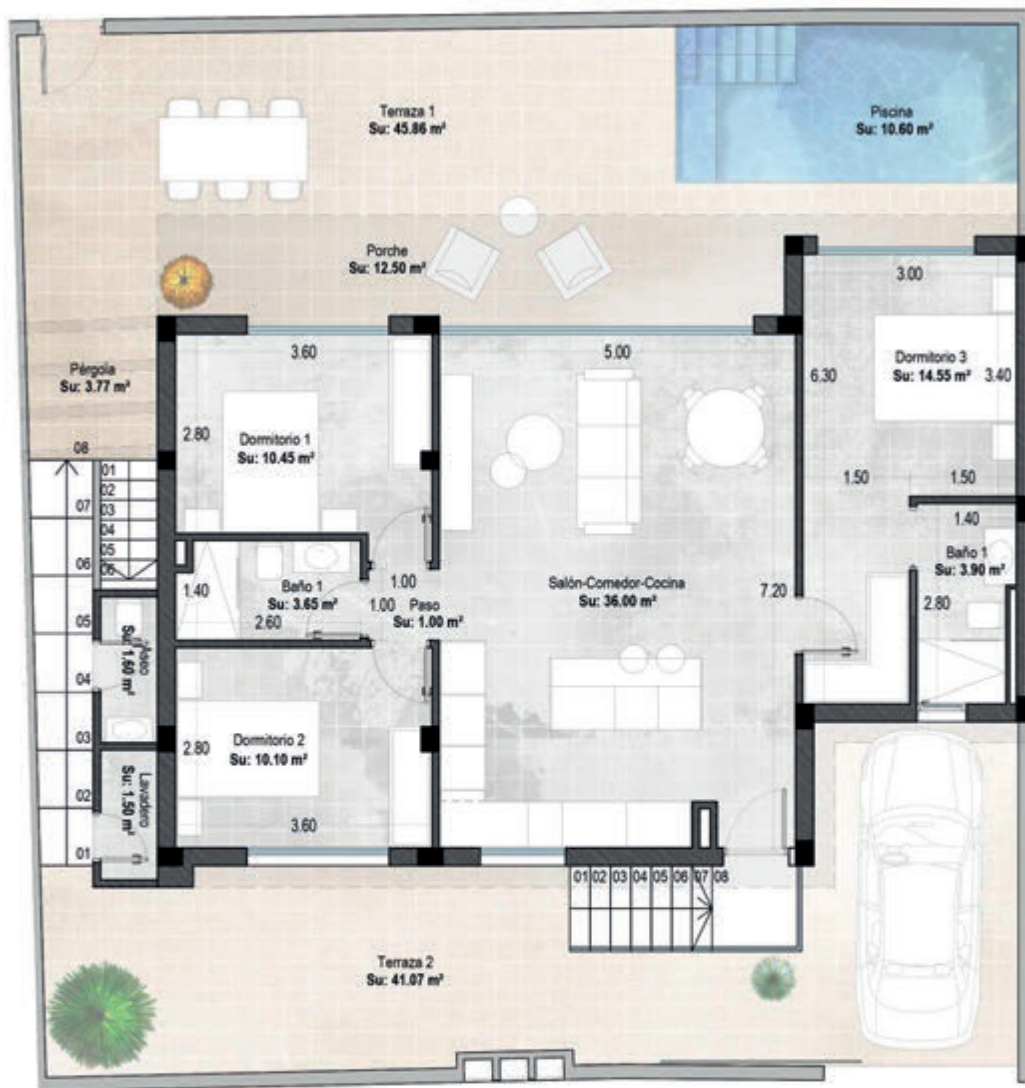 Terraza 1
Su: 45.86 m²
Piscina
Su: 10.60 m²
Porche
Su: 12.50 m²
3.00
Pérgola
Su: 3.77 m²
3.60
5.00
Dormitorio 3
Su: 14.55 m²
6.30
3.40
2.80
Dormitorio 1
Su: 10.45 m²
1.50
1.50
08
07
06
05
04
03
02
01
01
02
03
04
05
06
1.40
Baño 1
Su: 3.65 m²
2.60
1.00
1.00
Paso
Su: 1.00 m²
Salón-Comedor-Cocina
Su: 36.00 m²
7.20
1.40
Baño 1
Su: 3.90 m²
2.80
Aseo
Su: 1.60 m²
Dormitorio 2
Su: 10.10 m²
2.80
3.60
Lavadero
Su: 1.50 m²
01 02 03 04 05 06 07 08
Terraza 2
Su: 41.07 m²